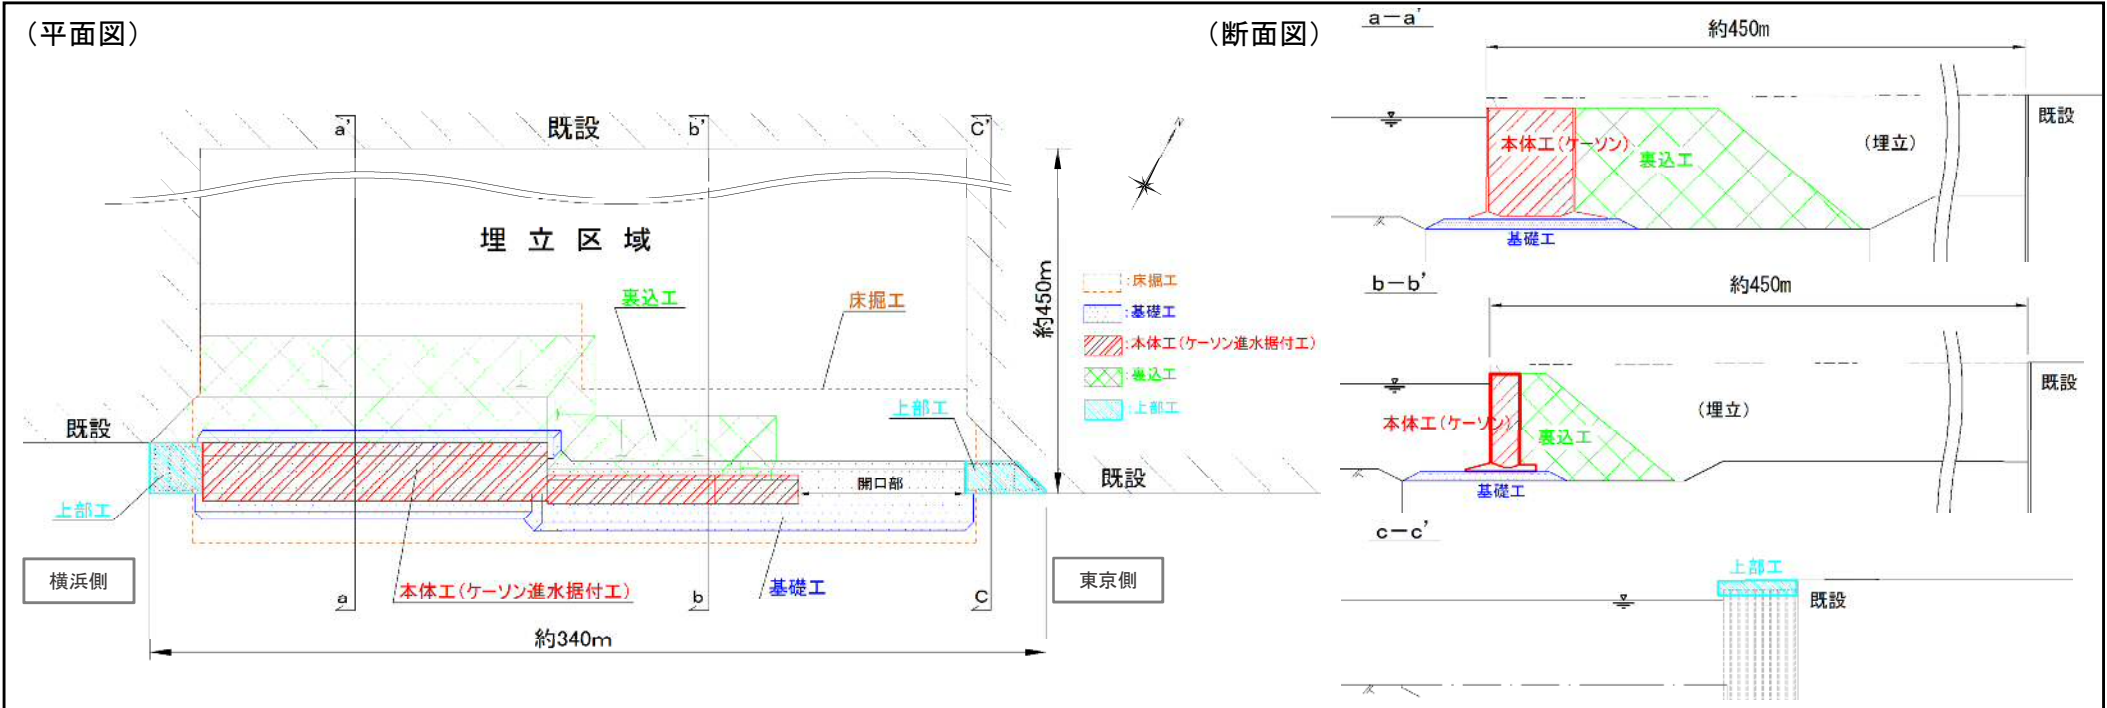 （平面図）
a'
既設
b'
C'
埋立区域
裏込工
床掘工
約450m
:床掘工
:基礎工
:本体工(ケーソン進水据付工)
:裏込工
:上部工
既設
上部工
開口部
既設
上部工
横浜側
a
本体工(ケーソン進水据付工)
b
基礎工
C
東京側
約340m
（断面図）
a－a'
約450m
既設
本体工(ケーソン)
裏込工
(埋立)
基礎工
b－b'
約450m
既設
本体工(ケーソン)
裏込工
(埋立)
基礎工
c－c'
上部工
既設